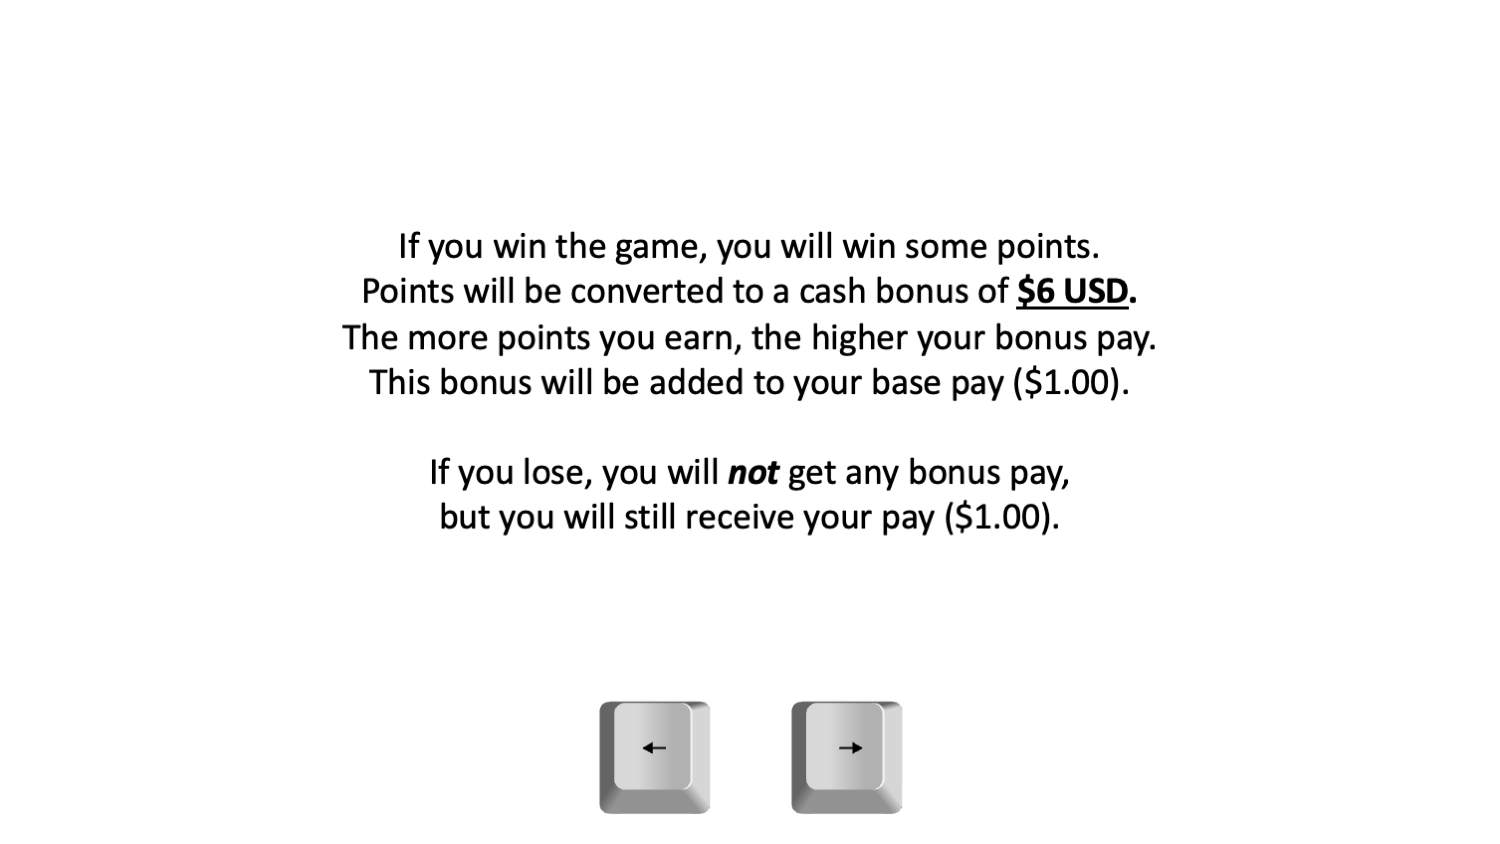 If you win the game, you will win some points.
Points will be converted to a cash bonus of $6 USD.
The more points you earn, the higher your bonus pay.
This bonus will be added to your base pay ($1.00).
If you lose, you will not get any bonus pay,
but you will still receive your pay ($1.00).
← →